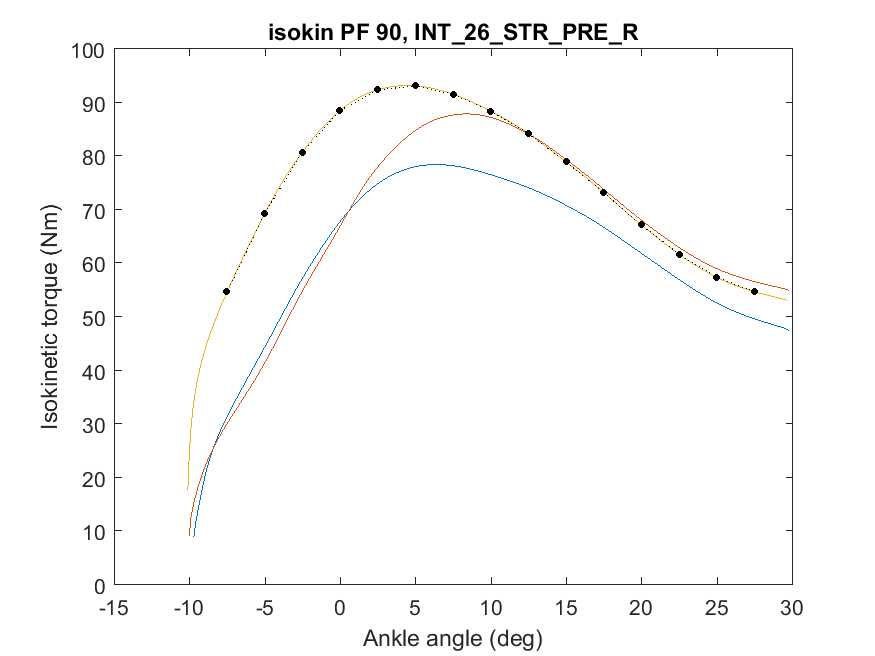 isokin PF 90, INT_26_STR_PRE_R
100
90
80
70
60
50
40
30
20
10
0
Isokinetic torque (Nm)
-15 -10 -5 0 5 10 15 20 25 30
Ankle angle (deg)